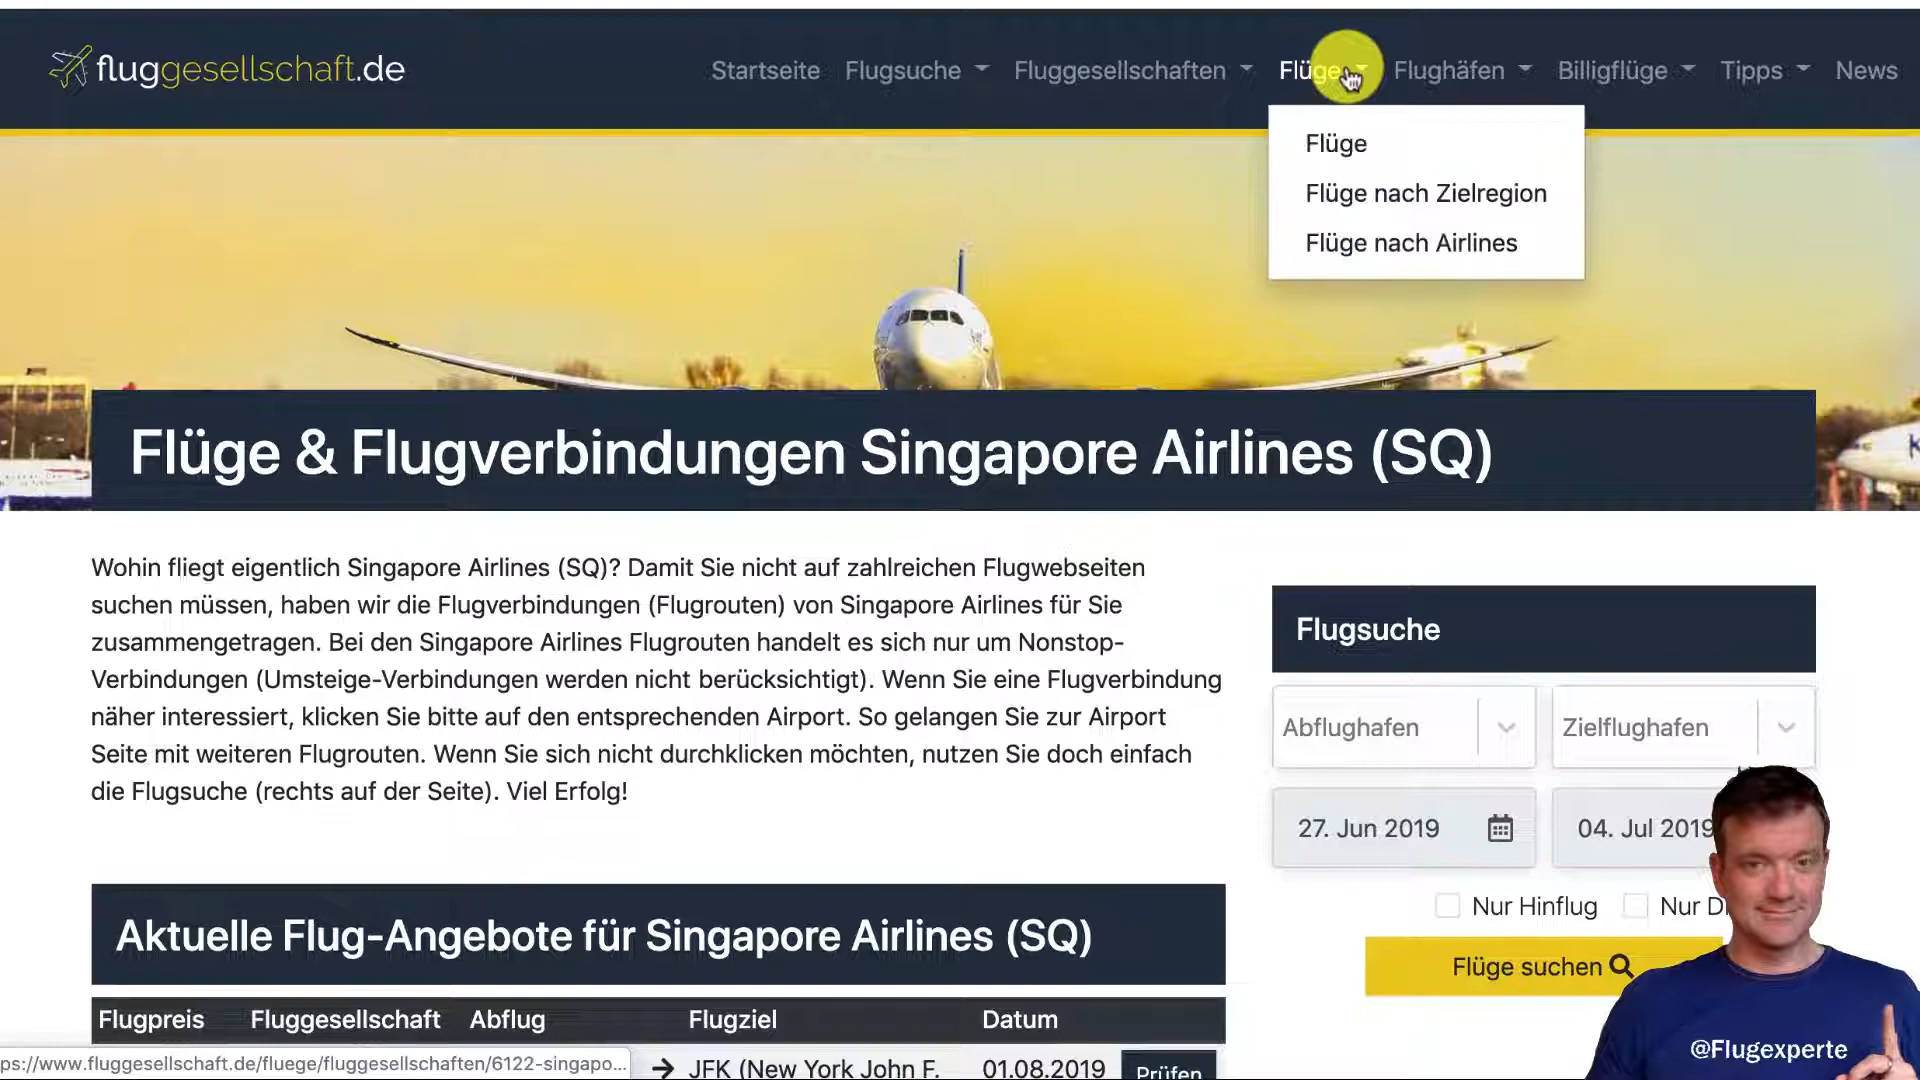 fluggesellschaft.de
Startseite Flugsuche Fluggesellschaften Flüge Flughäfen Billigflüge Tipps News
Flüge
Flüge nach Zielregion
Flüge nach Airlines
Flüge & Flugverbindungen Singapore Airlines (SQ)
Wohin fliegt eigentlich Singapore Airlines (SQ)? Damit Sie nicht auf zahlreichen Flugwebseiten
suchen müssen, haben wir die Flugverbindungen (Flugrouten) von Singapore Airlines für Sie
zusammengetragen. Bei den Singapore Airlines Flugrouten handelt es sich nur um Nonstop-
Verbindungen (Umsteige-Verbindungen werden nicht berücksichtigt). Wenn Sie eine Flugverbindung
näher interessiert, klicken Sie bitte auf den entsprechenden Airport. So gelangen Sie zur Airport
Seite mit weiteren Flugrouten. Wenn Sie sich nicht durchklicken möchten, nutzen Sie doch einfach
die Flugsuche (rechts auf der Seite). Viel Erfolg!
Flugsuche
Abflughafen Zielflughafen
27. Jun 2019 04. Jul 2019
Nur Hinflug Nur
Flüge suchen
Aktuelle Flug-Angebote für Singapore Airlines (SQ)
Flugpreis Fluggesellschaft Abflug Flugziel Datum
JFK (New York John F. 01.08.2019 Prüfen
ps://www.fluggesellschaft.de/fluege/fluggesellschaften/6122-singapo...
@Flugexperte